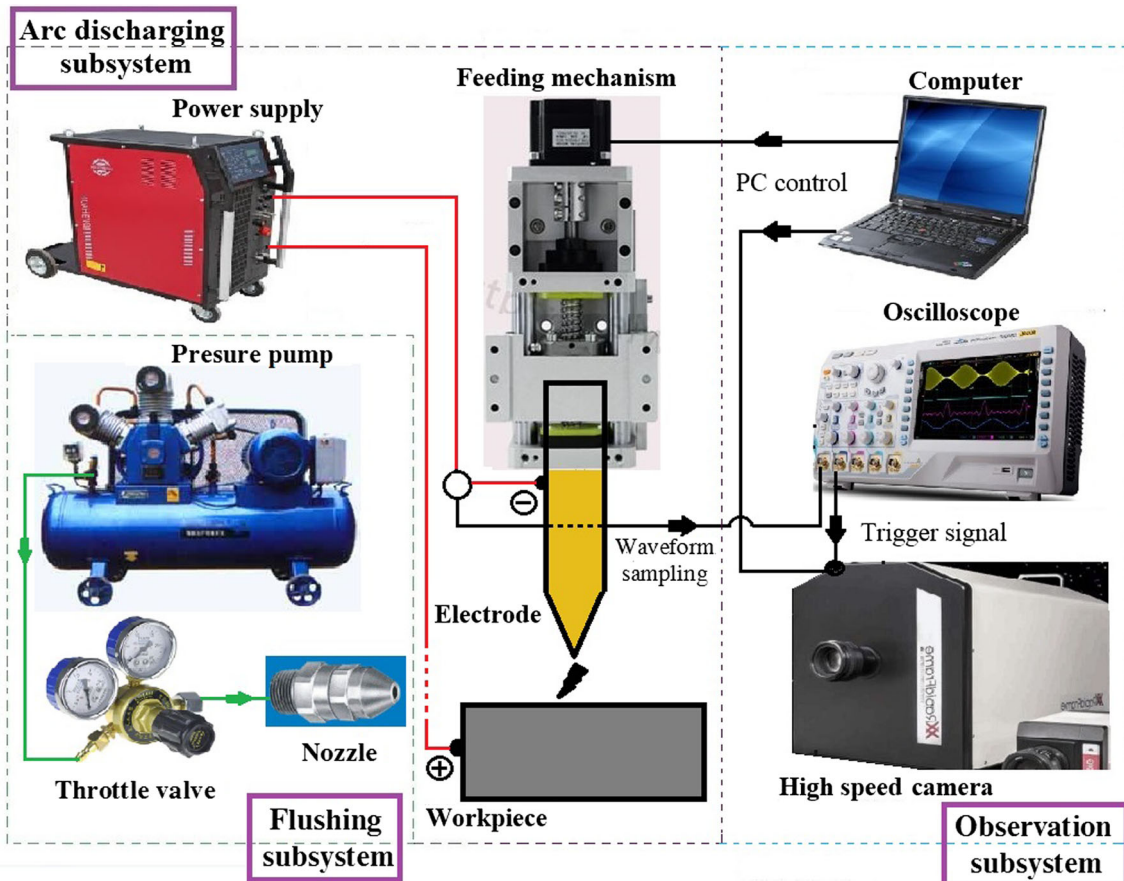 Arc discharging
subsystem
Power supply
Feeding mechanism
Computer
PC control
Oscilloscope
Presure pump
Trigger signal
Waveform
sampling
Electrode
Throttle valve
Nozzle
Workpiece
High speed camera
Flushing
subsystem
Observation
subsystem